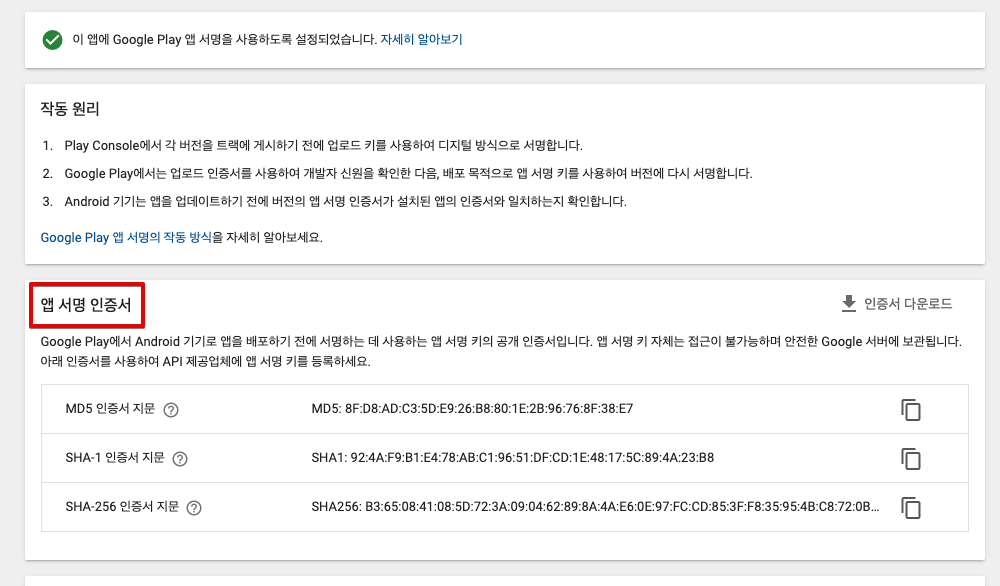 이 앱에 Google Play 앱 서명을 사용하도록 설정되었습니다. 자세히 알아보기
작동 원리
1. Play Console에서 각 버전을 트랙에 게시하기 전에 업로드 키를 사용하여 디지털 방식으로 서명합니다.
2. Google Play에서는 업로드 인증서를 사용하여 개발자 신원을 확인한 다음, 배포 목적으로 앱 서명 키를 사용하여 버전에 다시 서명합니다.
3. Android 기기는 앱을 업데이트하기 전에 버전의 앱 서명 인증서가 설치된 앱의 인증서와 일치하는지 확인합니다.
Google Play 앱 서명의 작동 방식을 자세히 알아보세요.
앱 서명 인증서
인증서 다운로드
Google Play에서 Android 기기로 앱을 배포하기 전에 서명하는 데 사용하는 앱 서명 키의 공개 인증서입니다. 앱 서명 키 자체는 접근이 불가능하며 안전한 Google 서버에 보관됩니다.
아래 인증서를 사용하여 API 제공업체에 앱 서명 키를 등록하세요.
MD5 인증서 지문 ? MD5: 8F:D8:AD:C3:5D:E9:26:B8:80:1E:2B:96:76:8F:38:E7
SHA-1 인증서 지문 ? SHA1: 92:4A:F9:B1:E4:78:AB:C1:96:51:DF:CD:1E:48:17:5C:89:4A:23:B8
SHA-256 인증서 지문 ? SHA256: B3:65:08:41:08:5D:72:3A:09:04:62:89:8A:4A:E6:0E:97:FC:CD:85:3F:F8:35:95:4B:C8:72:0B...